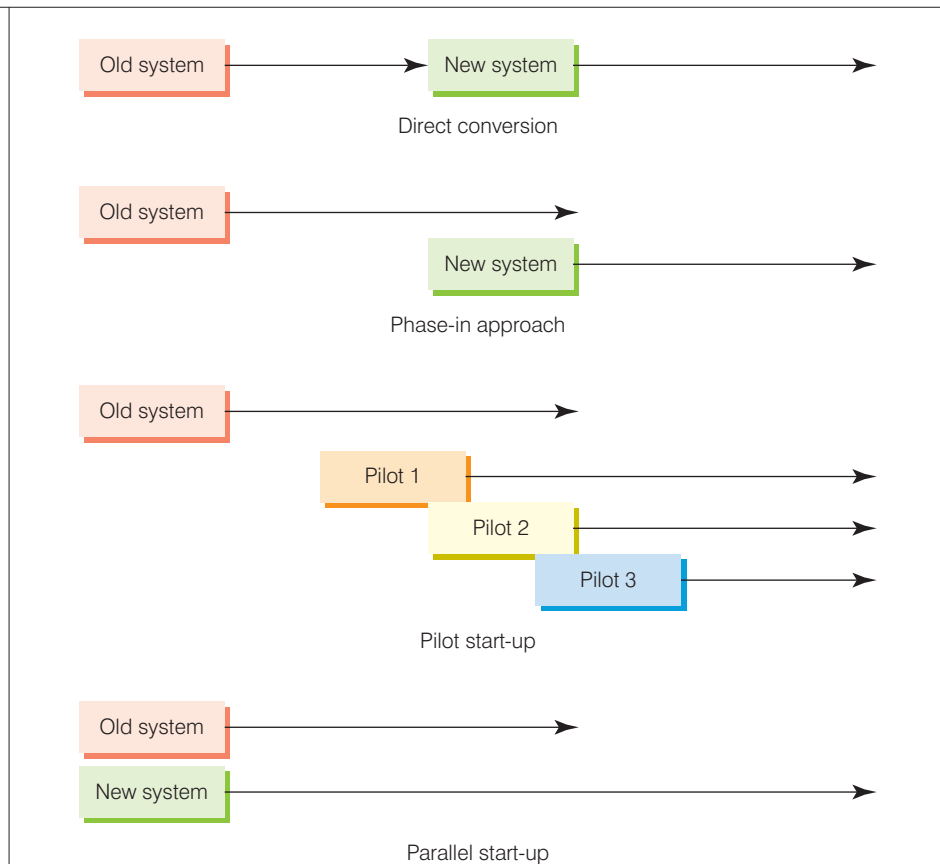 Old system
New system
Direct conversion
Old system
New system
Phase-in approach
Old system
Pilot 1
Pilot 2
Pilot 3
Pilot start-up
Old system
New system
Parallel start-up